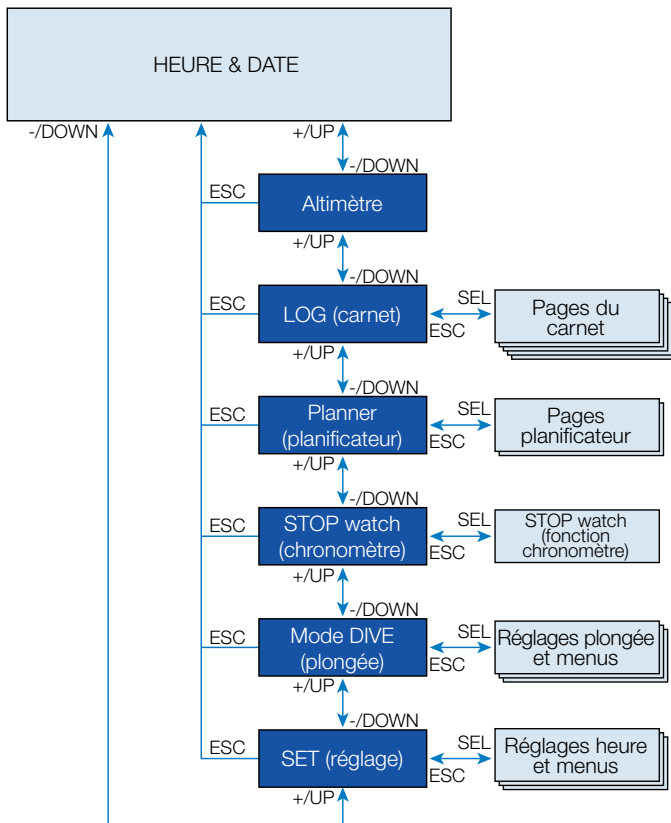 HEURE & DATE
-/DOWN
+/UP
-/DOWN
ESC
Altimètre
+/UP
-/DOWN
ESC
LOG (carnet)
SEL
ESC
Pages du
carnet
+/UP
-/DOWN
ESC
Planner
(planificateur)
SEL
ESC
Pages
planificateur
+/UP
-/DOWN
ESC
STOP watch
(chronomètre)
SEL
ESC
STOP watch
(fonction
chronomètre)
+/UP
-/DOWN
ESC
Mode DIVE
(plongée)
SEL
ESC
Réglages plongée
et menus
+/UP
-/DOWN
ESC
SET (réglage)
SEL
ESC
Réglages heure
et menus
+/UP